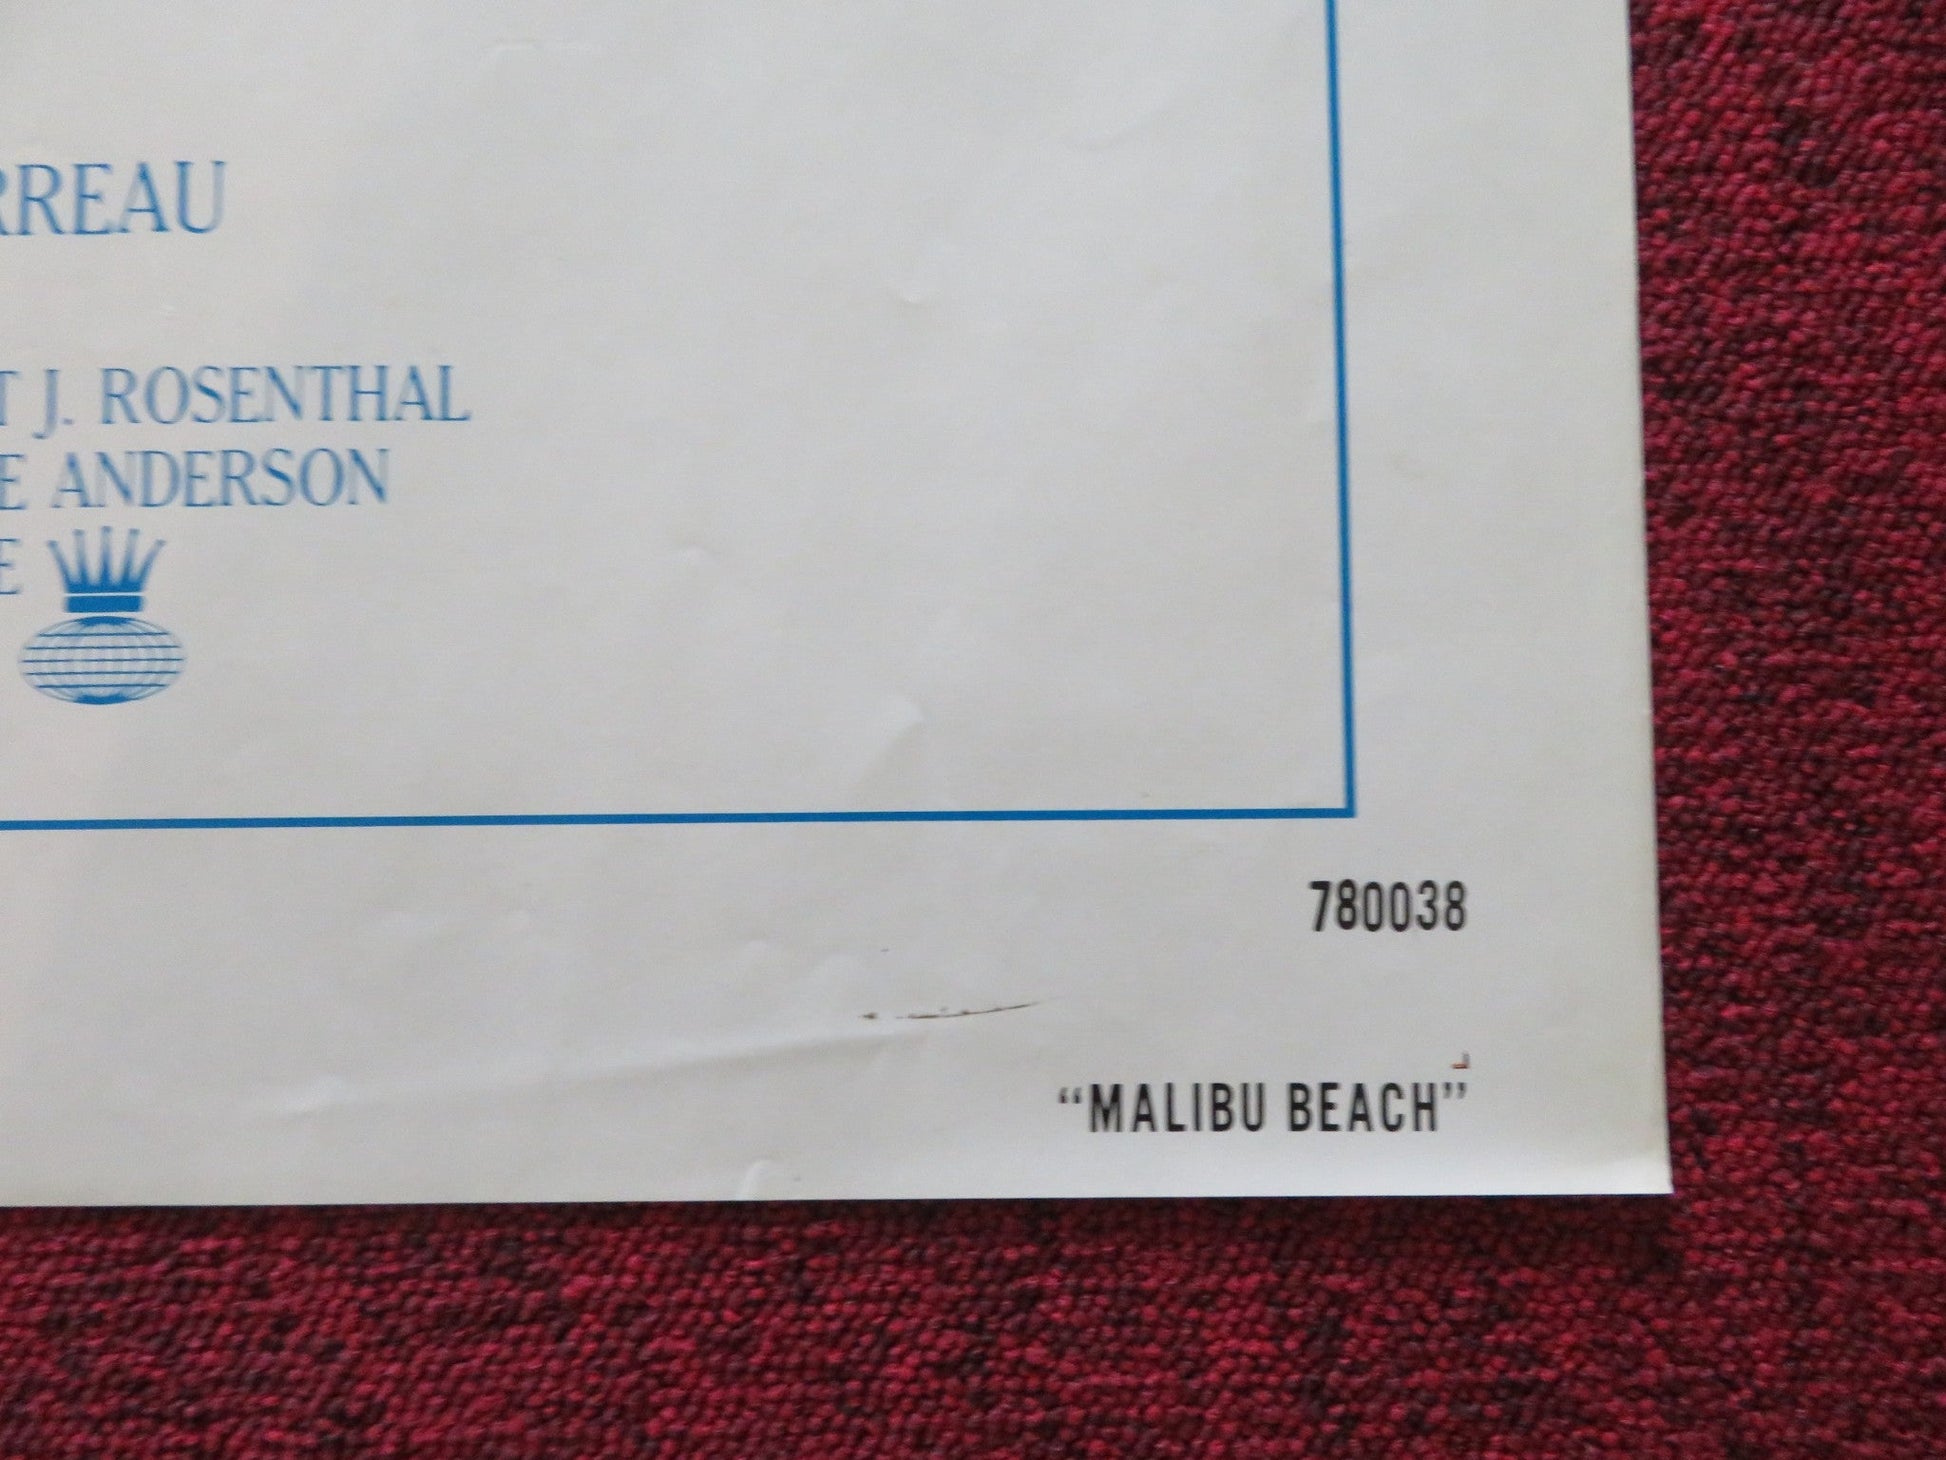 RREAU
T J. ROSENTHAL
E ANDERSON
E
780038
“MALIBU BEACH”